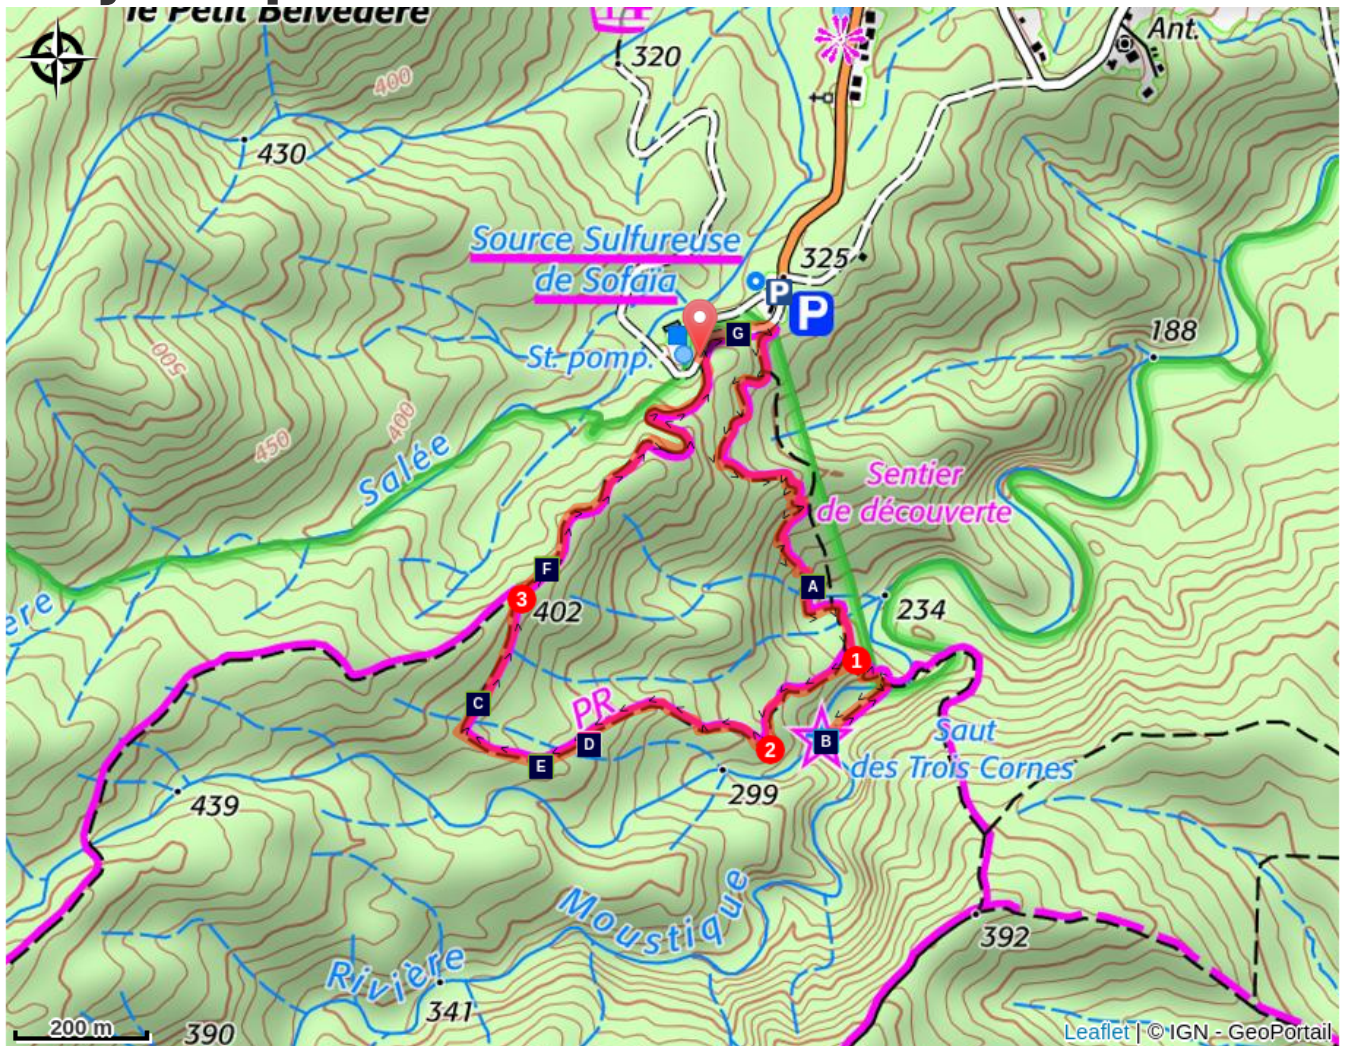 le Petit Belvédère
Ant.
320
400
430
Source Sulfureuse
de Sofaïa
325
P
P
G
188
St. pomp.
500
400
450
Salée
Sentier
de découverte
F
A
3
402
234
1
C
PR
D
B
2
E
Saut
des Trois Cornes
299
439
Moustique
392
Rivière
341
390
200 m
Leaflet | © IGN - GeoPortail